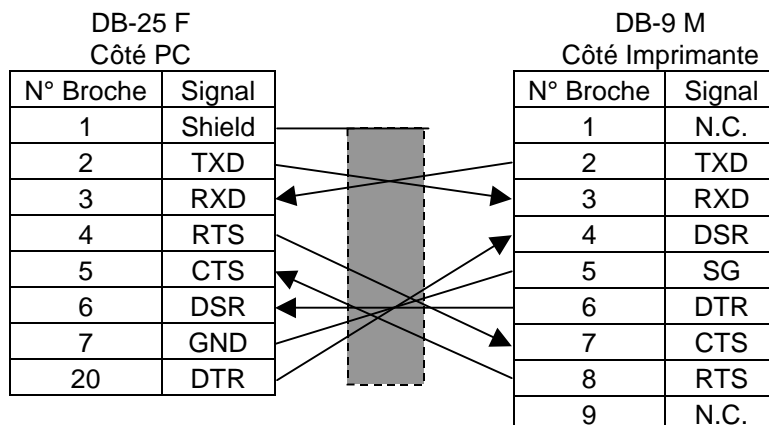 DB-25 F
Côté PC
N° Broche Signal
1 Shield
2 TXD
3 RXD
4 RTS
5 CTS
6 DSR
7 GND
20 DTR
DB-9 M
Côté Imprimante
N° Broche Signal
1 N.C.
2 TXD
3 RXD
4 DSR
5 SG
6 DTR
7 CTS
8 RTS
9 N.C.